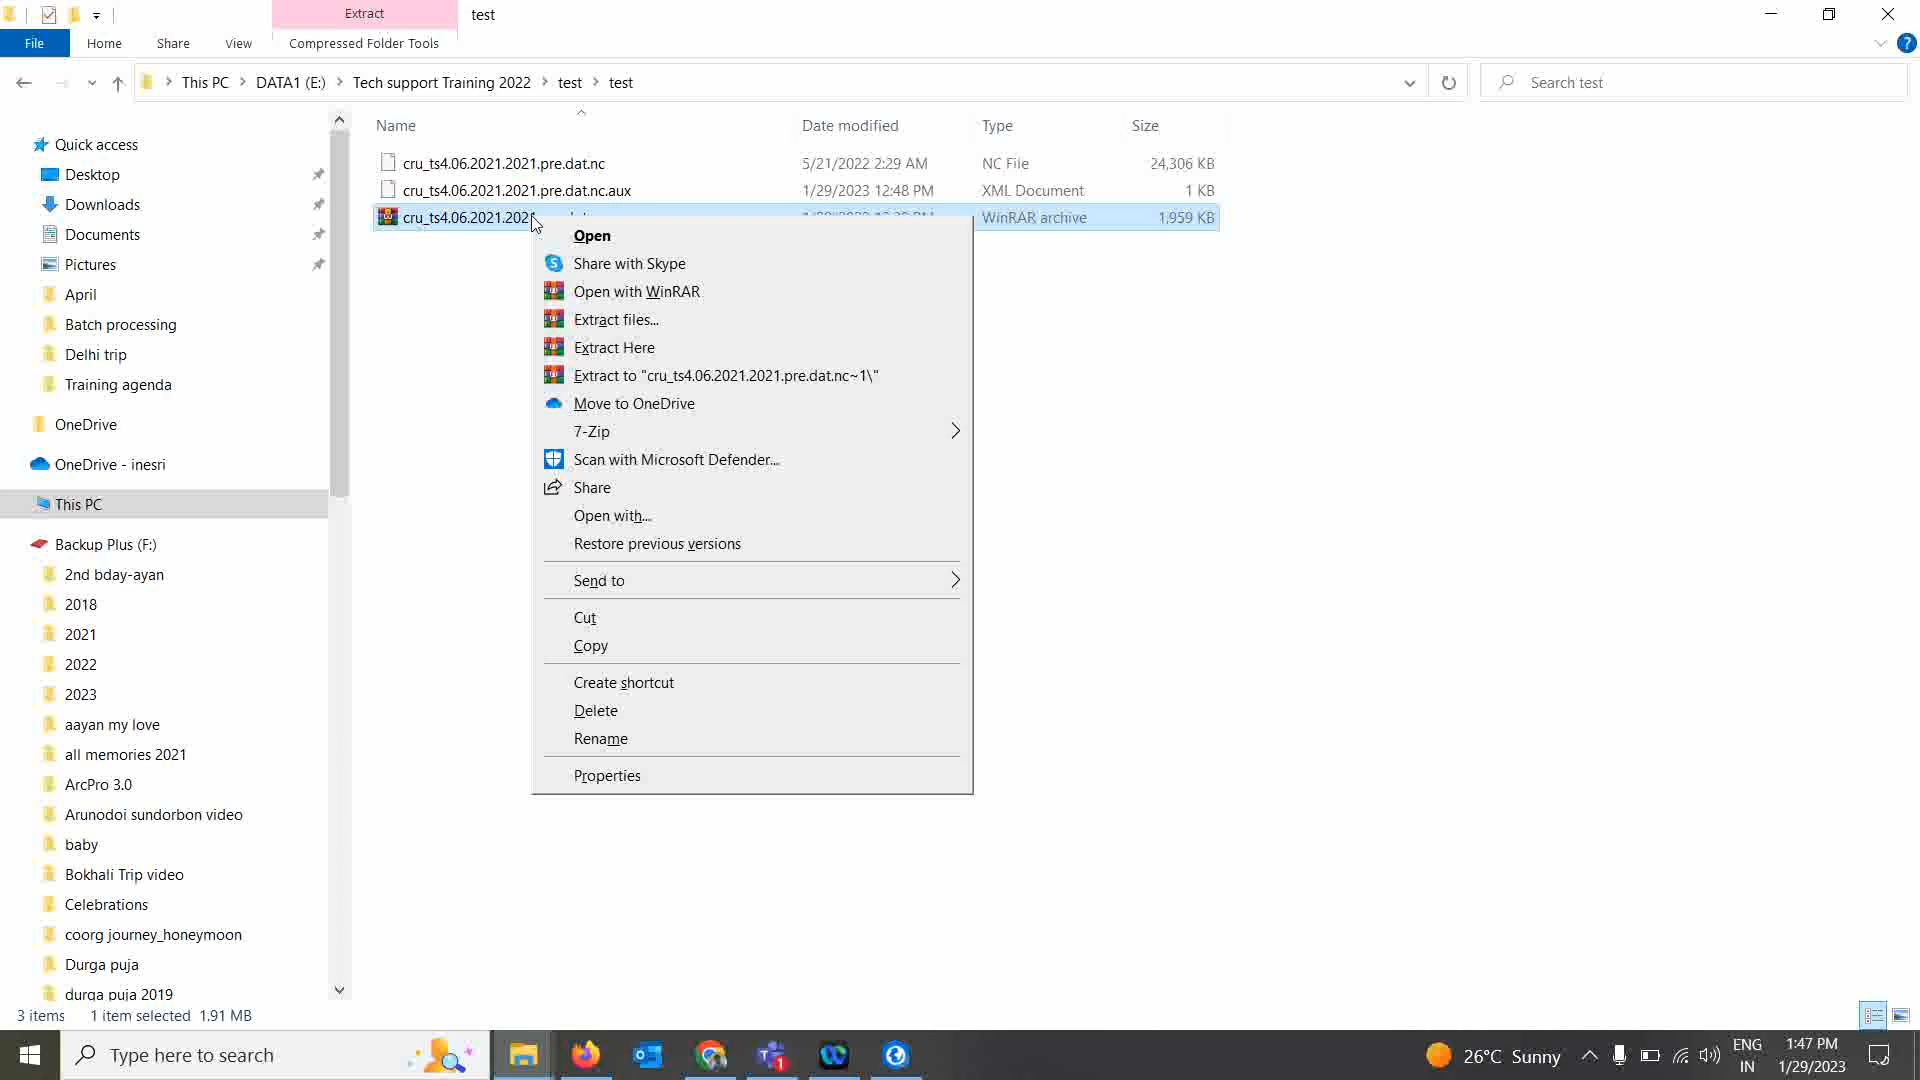 Extract
test
File
Home
Share
View
Compressed Folder Tools
This PC
DATA1 (E:)
Tech support Training 2022
test
test
Search test
Name
Date modified
Type
Size
cru_ts4.06.2021.2021.pre.dat.nc
5/21/2022 2:29 AM
NC File
24,306 KB
cru_ts4.06.2021.2021.pre.dat.nc.aux
1/29/2023 12:48 PM
XML Document
1 KB
cru_ts4.06.2021.2021
WinRAR archive
1,959 KB
Quick access
Desktop
Downloads
Documents
Pictures
April
Batch processing
Delhi trip
Training agenda
OneDrive
OneDrive - inesri
This PC
Backup Plus (F:)
2nd bday-ayan
2018
2021
2022
2023
aayan my love
all memories 2021
ArcPro 3.0
Arunodoi sundorbon video
baby
Bokhali Trip video
Celebrations
coorg journey_honeymoon
Durga puja
durga puja 2019
Open
Share with Skype
Open with WinRAR
Extract files...
Extract Here
Extract to "cru_ts4.06.2021.2021.pre.dat.nc~1\"
Move to OneDrive
7-Zip
Scan with Microsoft Defender...
Share
Open with...
Restore previous versions
Send to
Cut
Copy
Create shortcut
Delete
Rename
Properties
3 items
1 item selected 1.91 MB
Type here to search
1
26°C Sunny
ENG
IN
1:47 PM
1/29/2023